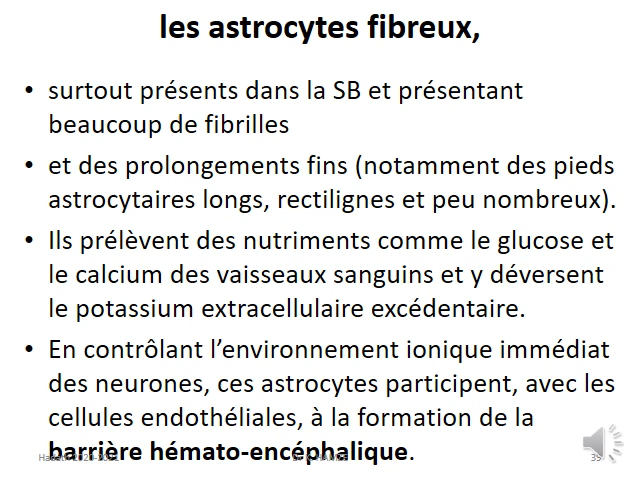 les astrocytes fibreux,
• surtout présents dans la SB et présentant
beaucoup de fibrilles
• et des prolongements fins (notamment des pieds
astrocytaires longs, rectilignes et peu nombreux).
• Ils prélèvent des nutriments comme le glucose et
le calcium des vaisseaux sanguins et y déversent
le potassium extracellulaire excédentaire.
• En contrôlant l’environnement ionique immédiat
des neurones, ces astrocytes participent, avec les
cellules endothéliales, à la formation de la
barrière hémato-encéphalique.
39